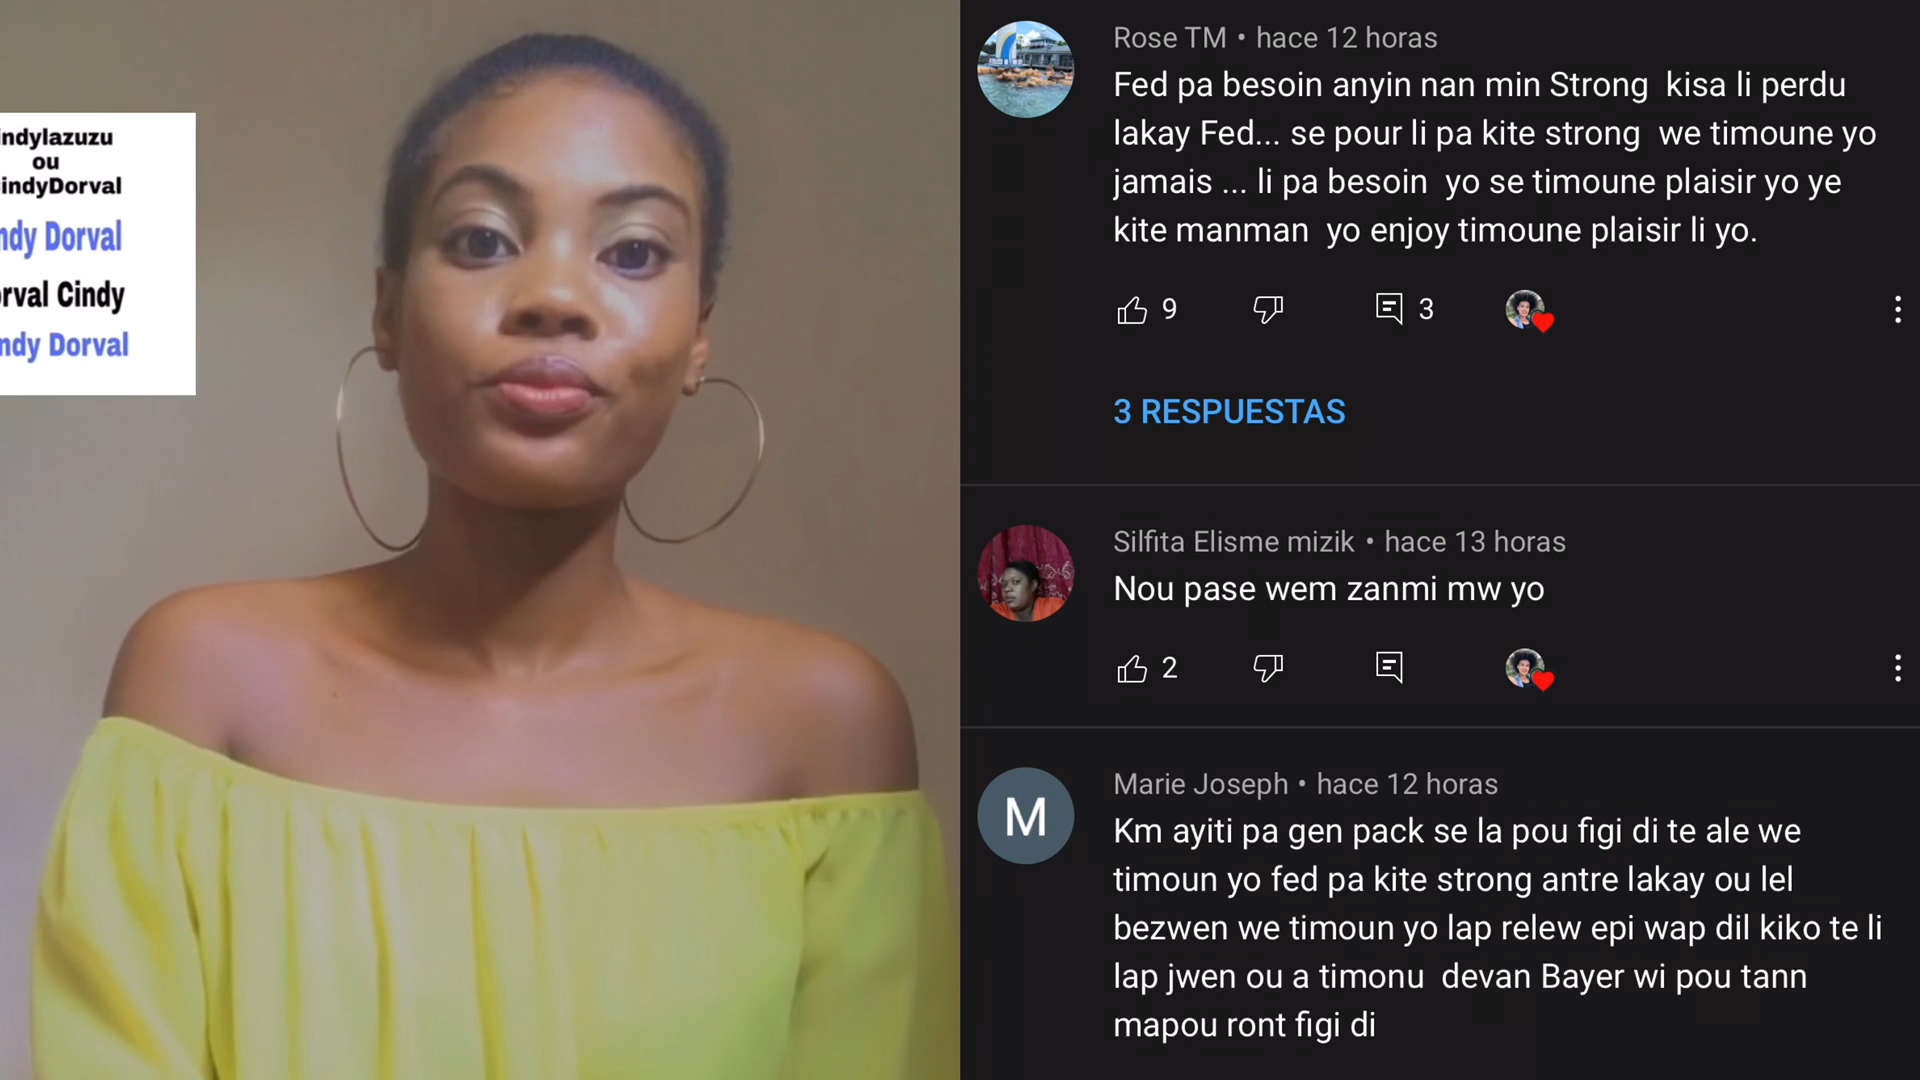 indylazuzu
ou
indyDorval
ndy Dorval
orval Cindy
ndy Dorval
Rose TM • hace 12 horas
Fed pa besoin anyin nan min Strong kisa li perdu
lakay Fed... se pour li pa kite strong we timoune yo
jamais ... li pa besoin yo se timoune plaisir yo ye
kite manman yo enjoy timoune plaisir li yo.
9 3
3 RESPUESTAS
Silfita Elisme mizik • hace 13 horas
Nou pase wem zanmi mw yo
2
M
Marie Joseph • hace 12 horas
Km ayiti pa gen pack se la pou figi di te ale we
timoun yo fed pa kite strong antre lakay ou lel
bezwen we timoun yo lap relew epi wap dil kiko te li
lap jwen ou a timonu devan Bayer wi pou tann
mapou ront figi di